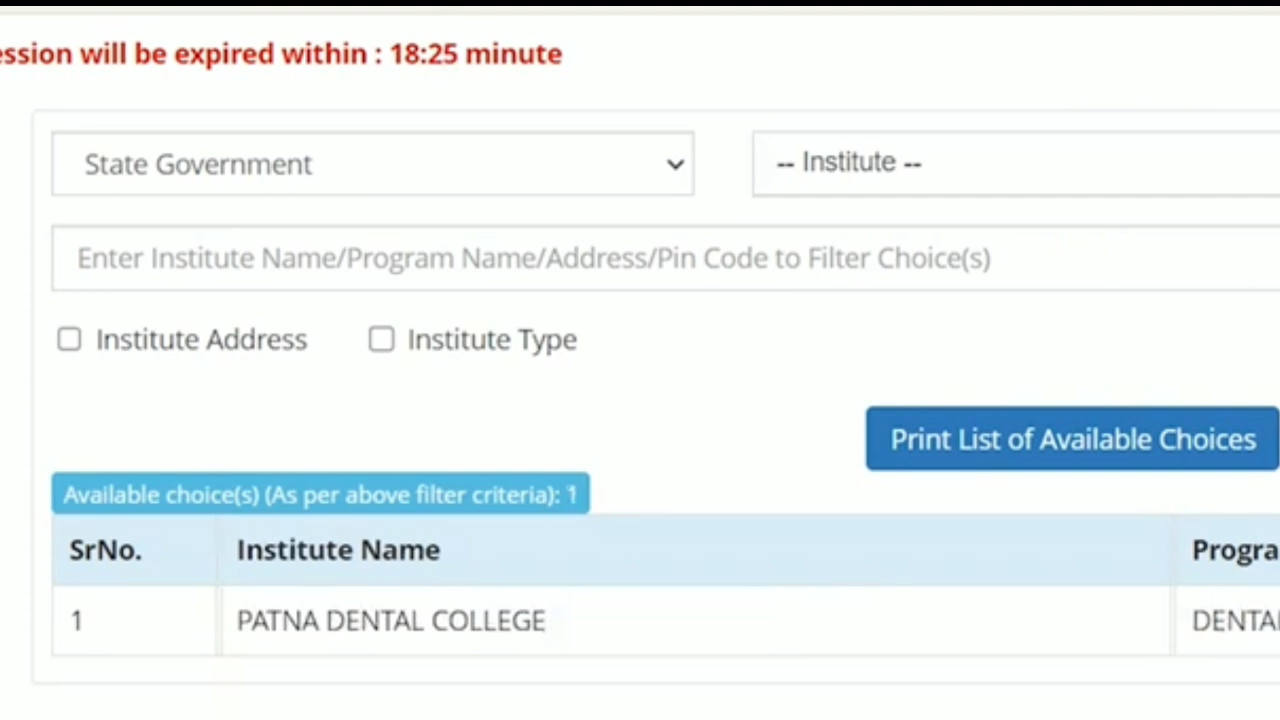 ession will be expired within : 18:25 minute
State Government -- Institute --
Enter Institute Name/Program Name/Address/Pin Code to Filter Choice(s)
Institute Address Institute Type
Print List of Available Choices
Available choice(s) (As per above filter criteria): 1
SrNo. Institute Name Progra
1 PATNA DENTAL COLLEGE DENTAL